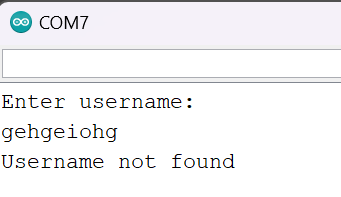 COM7
Enter username:
gehgeiohg
Username not found